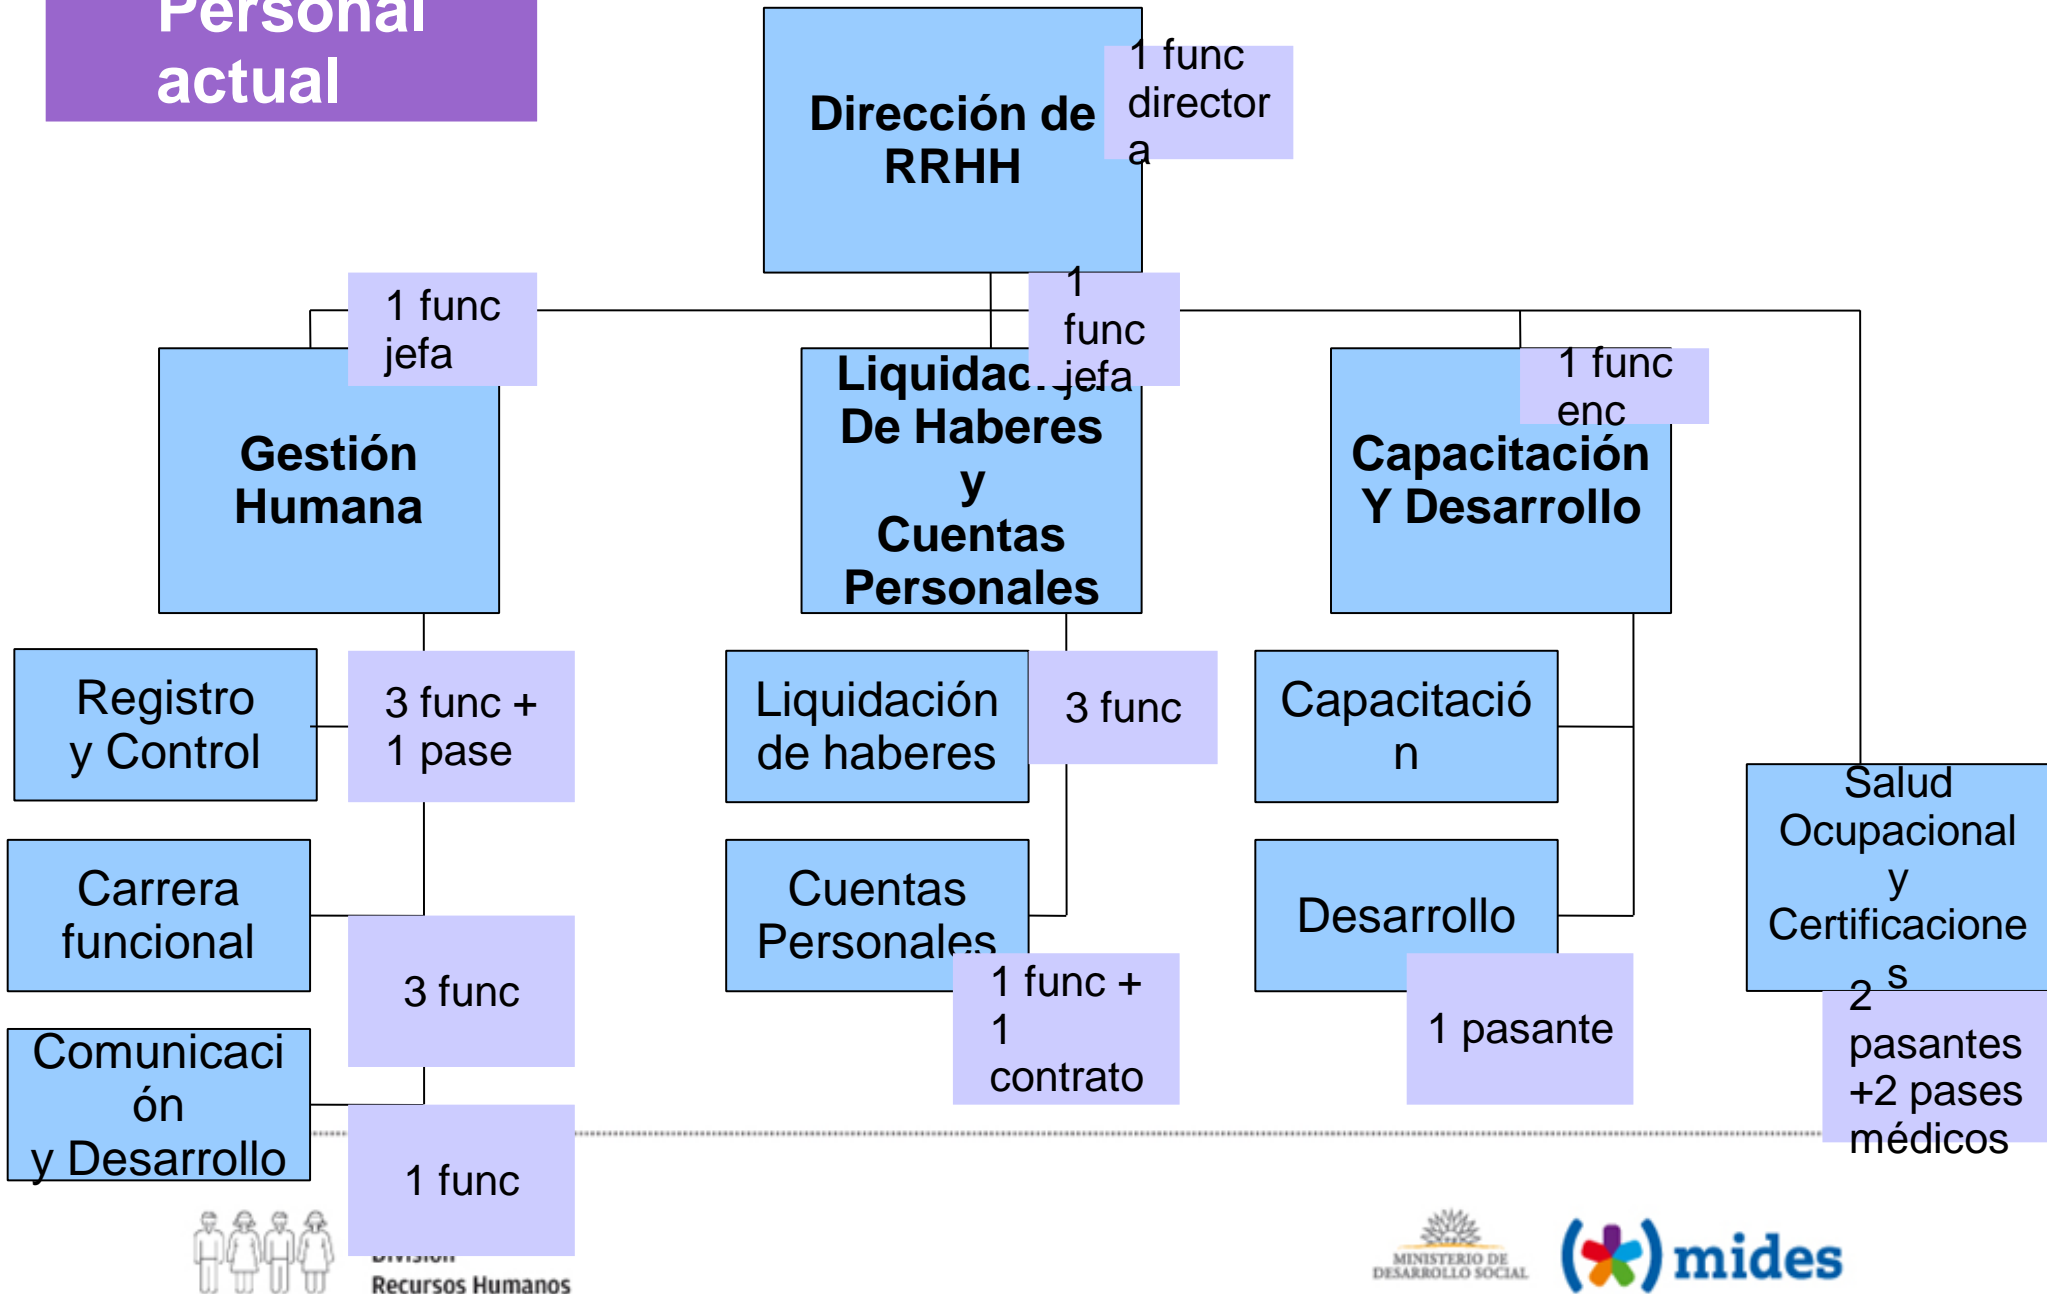 Personal
actual
Dirección de
RRHH
1 func
director
a
1 func
jefa
1
func
jefa
1 func
enc
Gestión
Humana
De Haberes
y
Cuentas
Personales
Capacitación
Y Desarrollo
Registro
y Control
3 func +
1 pase
Liquidación
de haberes
3 func
Capacitació
n
Salud
Ocupacional
y
Certificacione
s
Carrera
funcional
3 func
Cuentas
Personales
1 func +
1
contrato
Desarrollo
1 pasante
2
pasantes
+2 pases
médicos
Comunicaci
ón
y Desarrollo
1 func
División
Recursos Humanos
MINISTERIO DE
DESARROLLO SOCIAL
mides